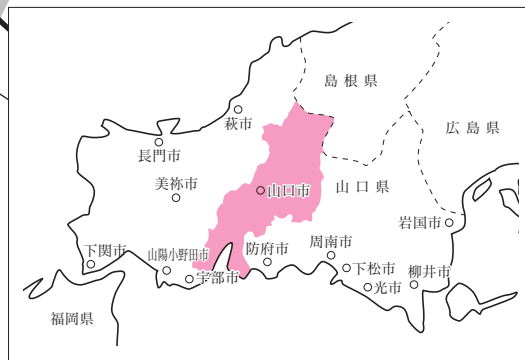 島根県
広島県
萩市
長門市
美祢市
山口市
山口県
岩国市
下関市
山陽小野田市
宇部市
防府市
周南市
下松市
光市
柳井市
福岡県